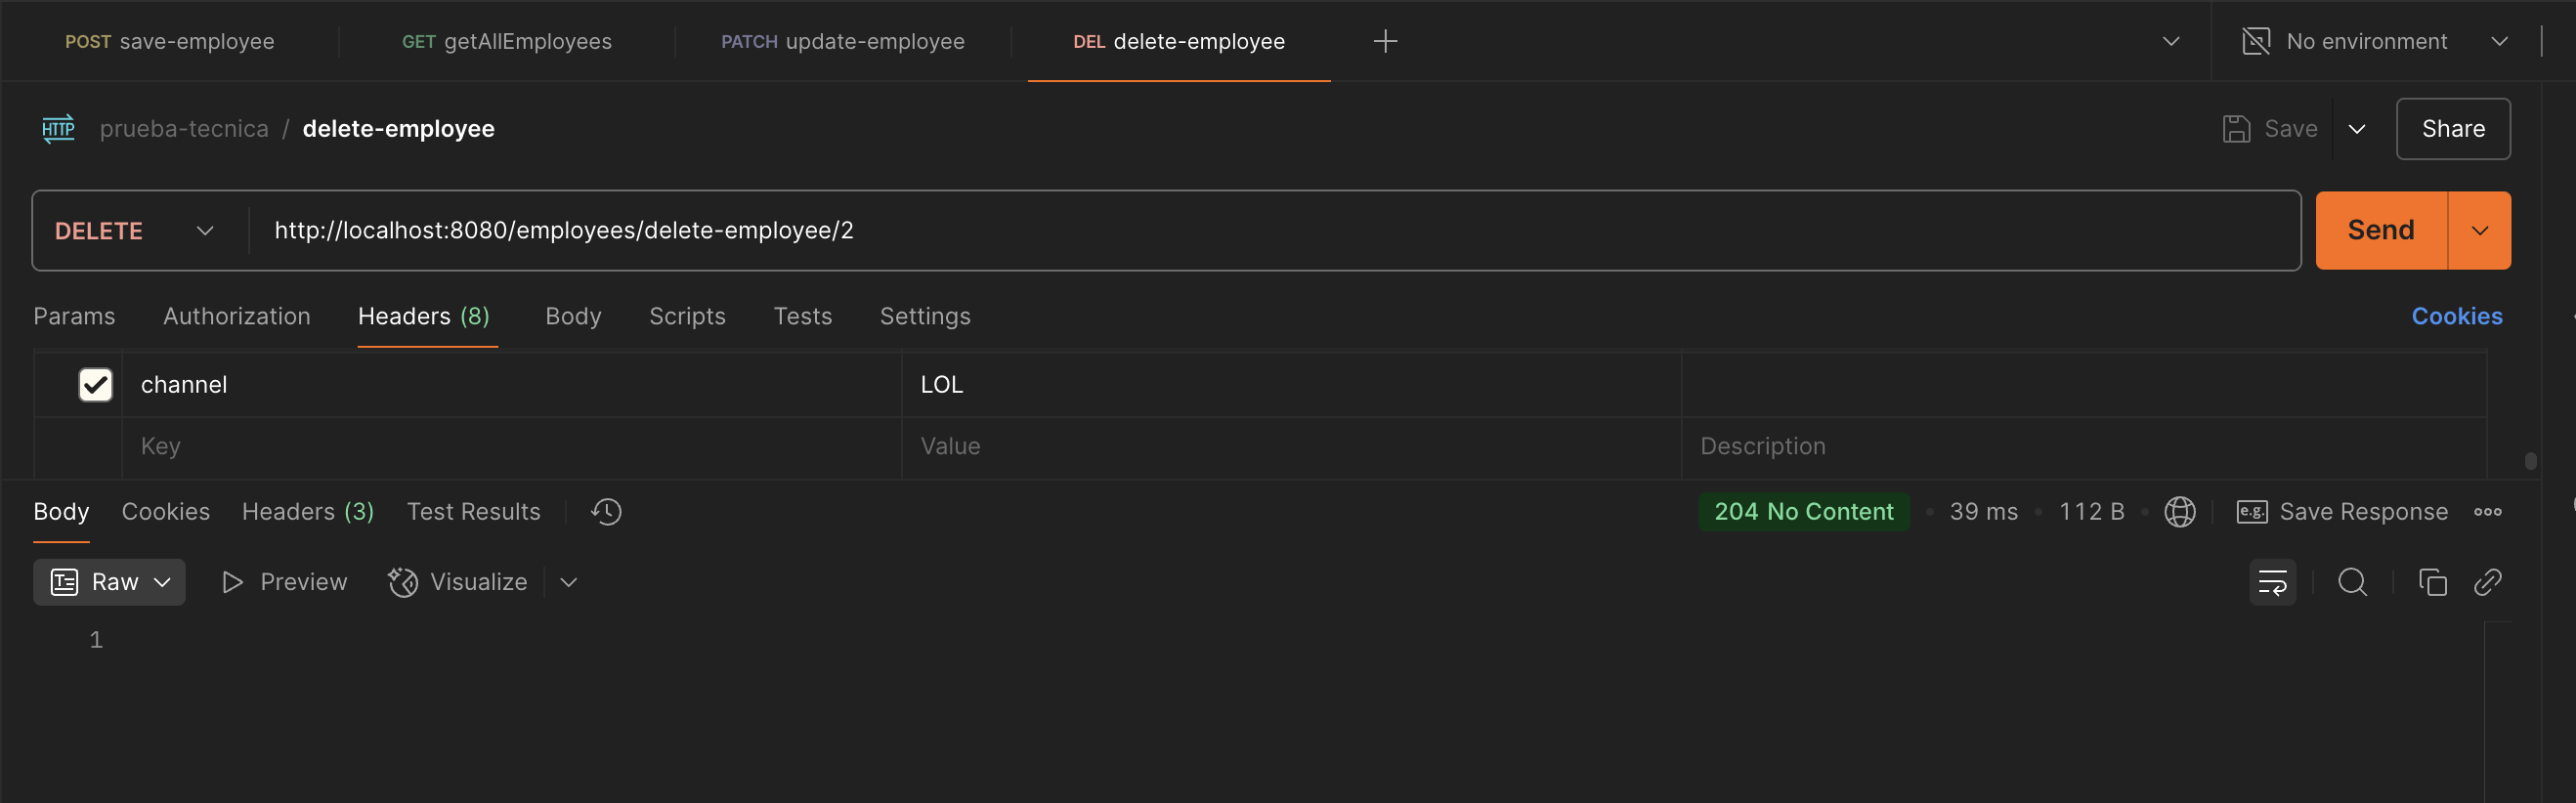 POST save-employee GET getAllEmployees PATCH update-employee DEL delete-employee No environment
HTTP prueba-tecnica / delete-employee Save Share
DELETE http://localhost:8080/employees/delete-employee/2 Send
Params Authorization Headers (8) Body Scripts Tests Settings Cookies
channel LOL
Key Value Description
Body Cookies Headers (3) Test Results 204 No Content • 39 ms • 112 B • e.g. Save Response
Raw Preview Visualize
1